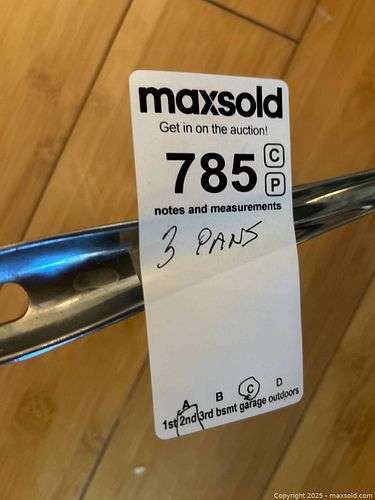 maxsold
Get in on the auction!
785 C
P
notes and measurements
3 PANS
A B C D
1st 2nd 3rd bsmt garage outdoors
Copyright 2025 - maxsold.com